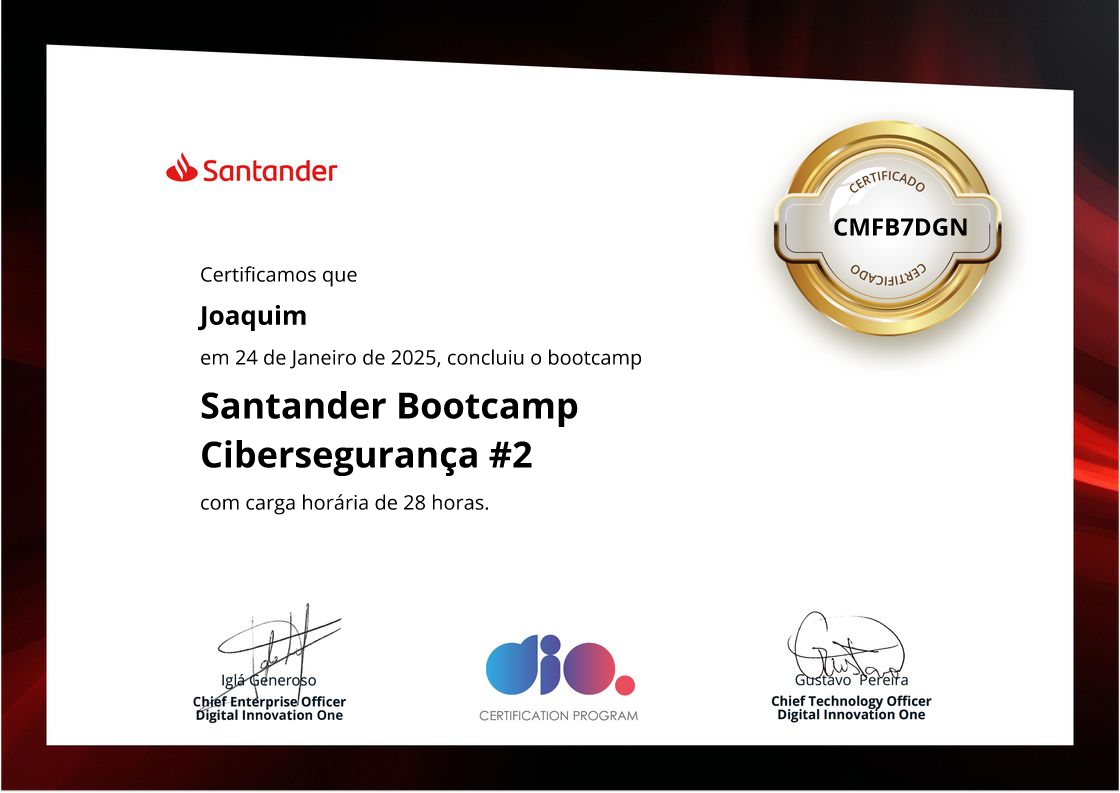 Santander
CERTIFICADO
CMFB7DGN
CERTIFICADO
Certificamos que
Joaquim
em 24 de Janeiro de 2025, concluiu o bootcamp
Santander Bootcamp
Cibersegurança #2
com carga horária de 28 horas.
Iglá Generoso
Chief Enterprise Officer
Digital Innovation One
dio.
CERTIFICATION PROGRAM
Gustavo
Gustavo Pereira
Chief Technology Officer
Digital Innovation One